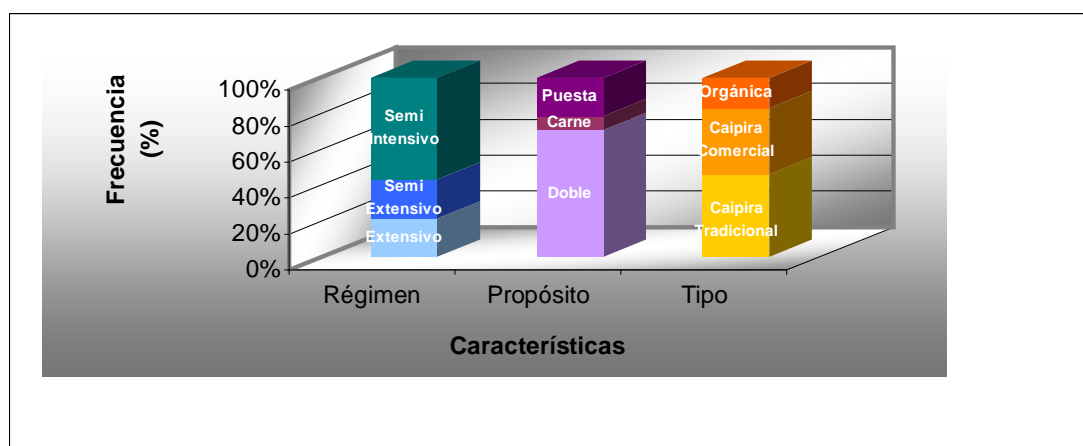 Frecuencia
(%)
100%
80%
60%
40%
20%
0%
Semi
Intensivo
Semi
Extensivo
Extensivo
Puesta
Carne
Doble
Orgánica
Caipira
Comercial
Caipira
Tradicional
Régimen
Propósito
Tipo
Características